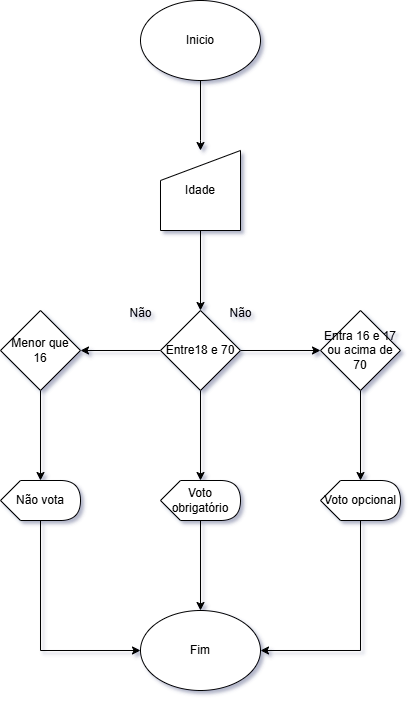 Inicio
Idade
Não
Não
Menor que
16
Entre18 e 70
Entra 16 e 17
ou acima de
70
Não vota
Voto
obrigatório
Voto opcional
Fim